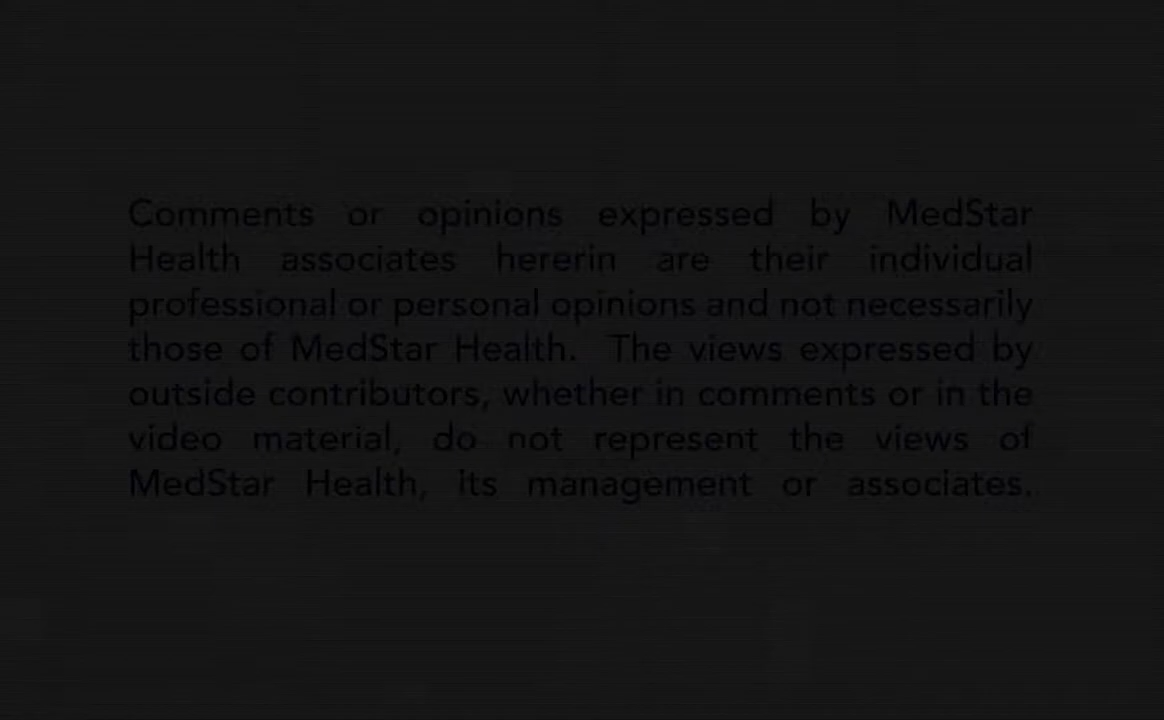 Comments or opinions expressed by MedStar
Health associates hererin are their individual
professional or personal opinions and not necessarily
those of MedStar Health. The views expressed by
outside contributors, whether in comments or in the
video material, do not represent the views of
MedStar Health, its management or associates.